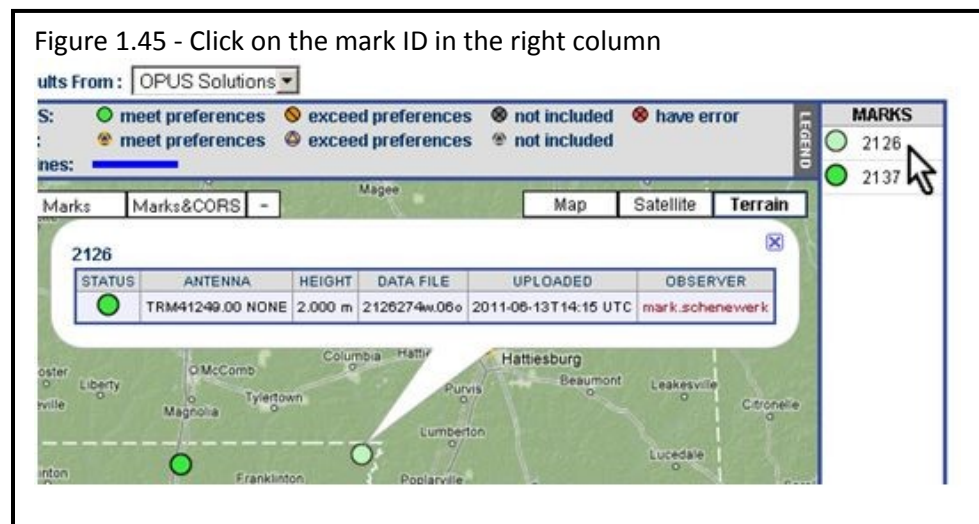 Figure 1.45 - Click on the mark ID in the right column
ults From : OPUS Solutions
S: meet preferences exceed preferences not included have error
: meet preferences exceed preferences not included
ines:
LEGEND
MARKS
2126
2137
Marks Marks&CORS - Map Satellite Terrain
Magee
2126
STATUS ANTENNA HEIGHT DATA FILE UPLOADED OBSERVER
TRM41249.00 NONE 2.000 m 2126274w.06o 2011-06-13T14:15 UTC mark.schenewerk
Columbia Hattie Hattiesburg
oster Liberty McComb Purvis Beaumont Leakesville
eville Magnolia Tylertown Citronelle
Lumberton
Lucedale
inton Franklinton Poplarville